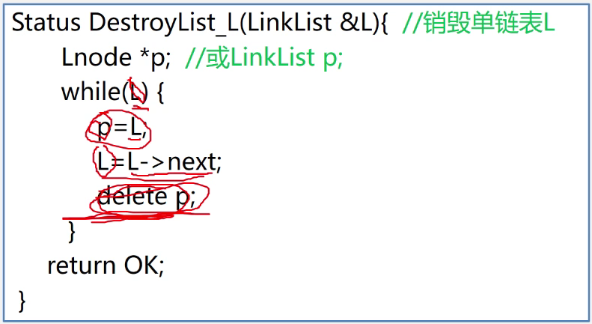 Status DestroyList_L(LinkList &L){ //销毁单链表L
Lnode *p; //或LinkList p;
while(L) {
p=L;
L=L->next;
delete p;
}
return OK;
}